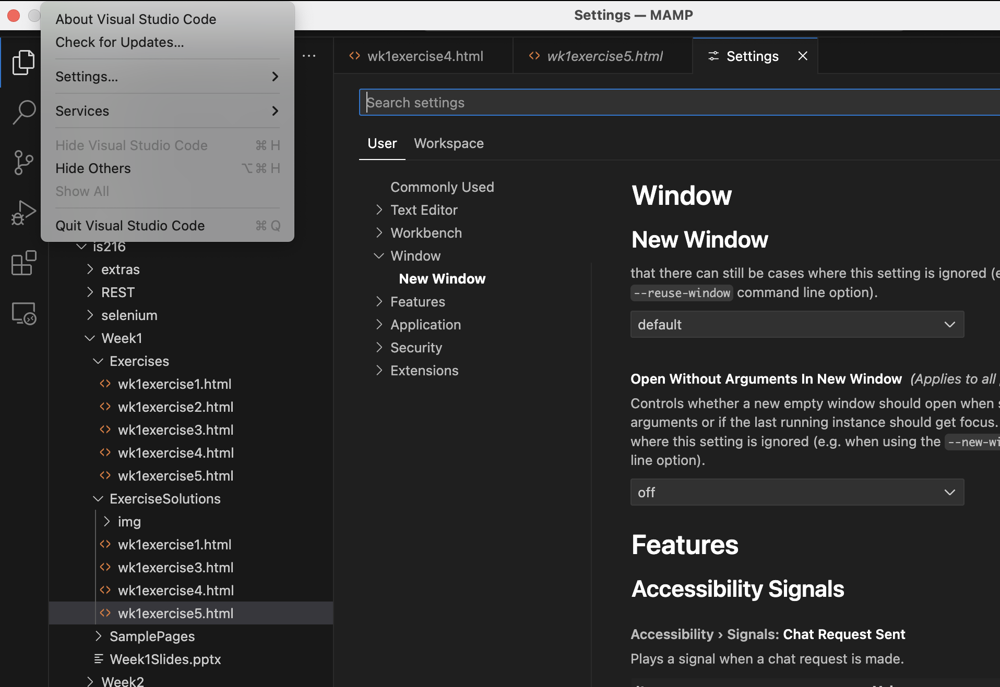 Settings — MAMP
About Visual Studio Code
Check for Updates...
Settings...
Services
Hide Visual Studio Code ⌘ H
Hide Others ⌥ ⌘ H
Show All
Quit Visual Studio Code ⌘ Q
is216
extras
REST
selenium
Week1
Exercises
wk1exercise1.html
wk1exercise2.html
wk1exercise3.html
wk1exercise4.html
wk1exercise5.html
ExerciseSolutions
img
wk1exercise1.html
wk1exercise3.html
wk1exercise4.html
wk1exercise5.html
SamplePages
Week1Slides.pptx
Week2
wk1exercise4.html
wk1exercise5.html
Settings
Search settings
User
Workspace
Commonly Used
Text Editor
Workbench
Window
New Window
Features
Application
Security
Extensions
Window
New Window
that there can still be cases where this setting is ignored (e
--reuse-window command line option).
default
Open Without Arguments In New Window (Applies to all
Controls whether a new empty window should open when
arguments or if the last running instance should get focus.
where this setting is ignored (e.g. when using the --new-wi
line option).
off
Features
Accessibility Signals
Accessibility › Signals: Chat Request Sent
Plays a signal when a chat request is made.